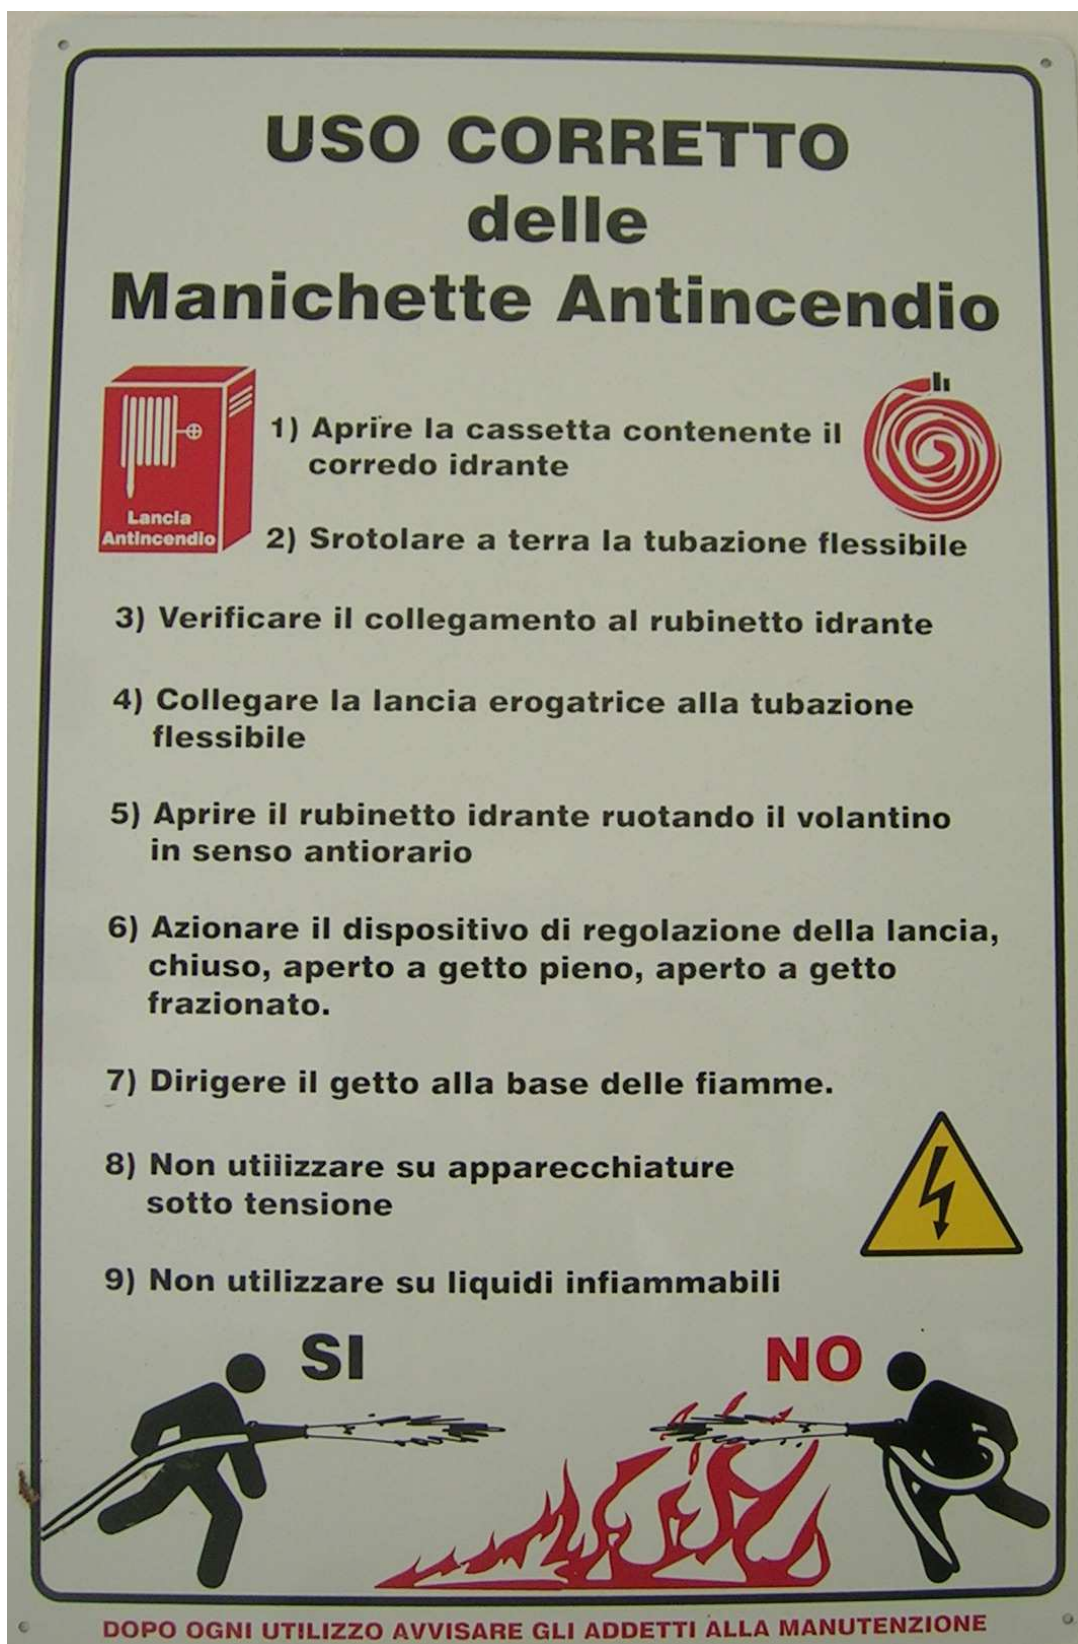 USO CORRETTO
delle
Manichette Antincendio
Lancia
Antincendio
1) Aprire la cassetta contenente il
corredo idrante
2) Srotolare a terra la tubazione flessibile
3) Verificare il collegamento al rubinetto idrante
4) Collegare la lancia erogatrice alla tubazione
flessibile
5) Aprire il rubinetto idrante ruotando il volantino
in senso antiorario
6) Azionare il dispositivo di regolazione della lancia,
chiuso, aperto a getto pieno, aperto a getto
frazionato.
7) Dirigere il getto alla base delle fiamme.
8) Non utilizzare su apparecchiature
sotto tensione
9) Non utilizzare su liquidi infiammabili
SI NO
DOPO OGNI UTILIZZO AVVISARE GLI ADDETTI ALLA MANUTENZIONE